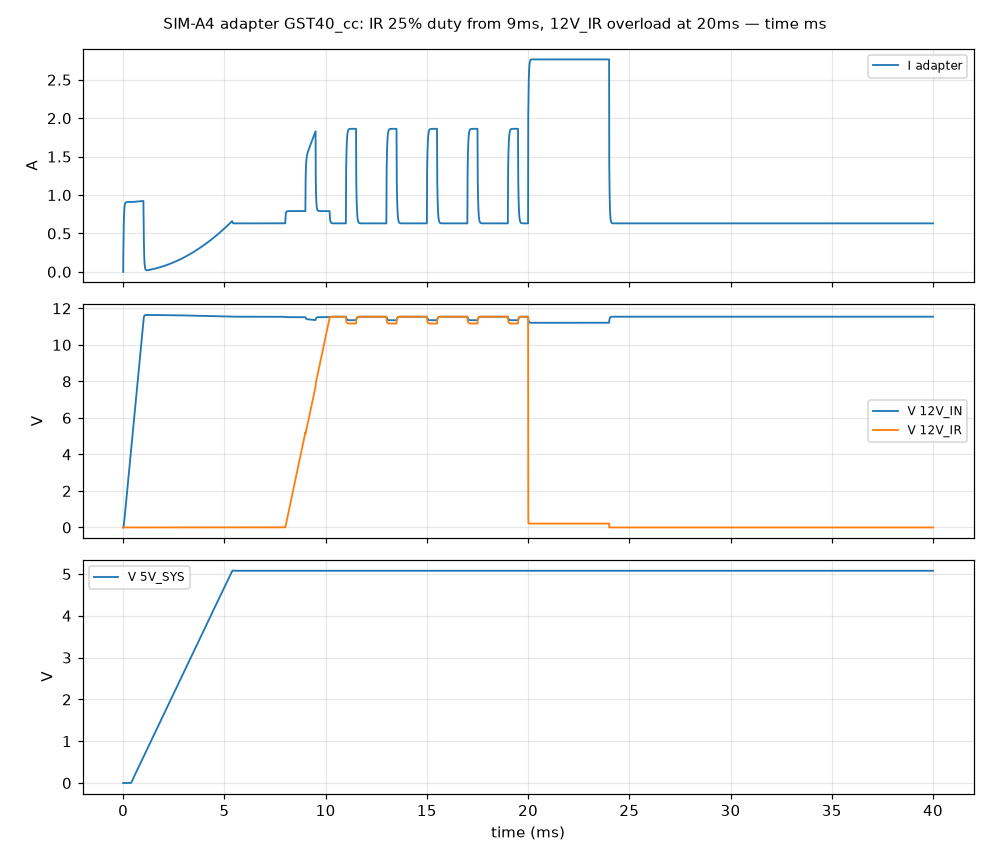 SIM-A4 adapter GST40_cc: IR 25% duty from 9ms, 12V_IR overload at 20ms — time ms
I adapter
2.5
2.0
1.5
1.0
0.5
0.0
A
12
10
8
6
4
2
0
V
V 12V_IN
V 12V_IR
V 5V_SYS
5
4
3
2
1
0
V
0 5 10 15 20 25 30 35 40
time (ms)